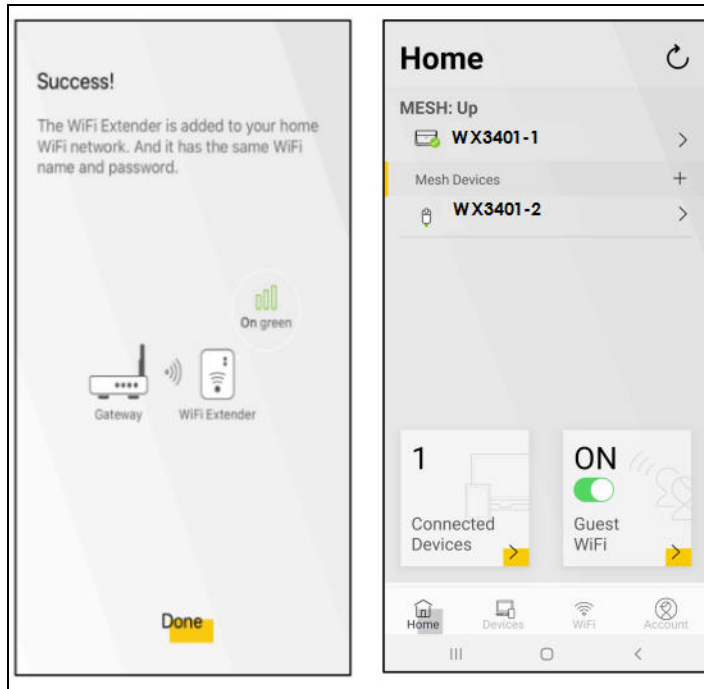 Success!
The WiFi Extender is added to your home
WiFi network. And it has the same WiFi
name and password.
On green
Gateway WiFi Extender
Done
Home
MESH: Up
WX3401-1
Mesh Devices
WX3401-2
1
Connected
Devices
ON
Guest
WiFi
Home Devices WiFi Account